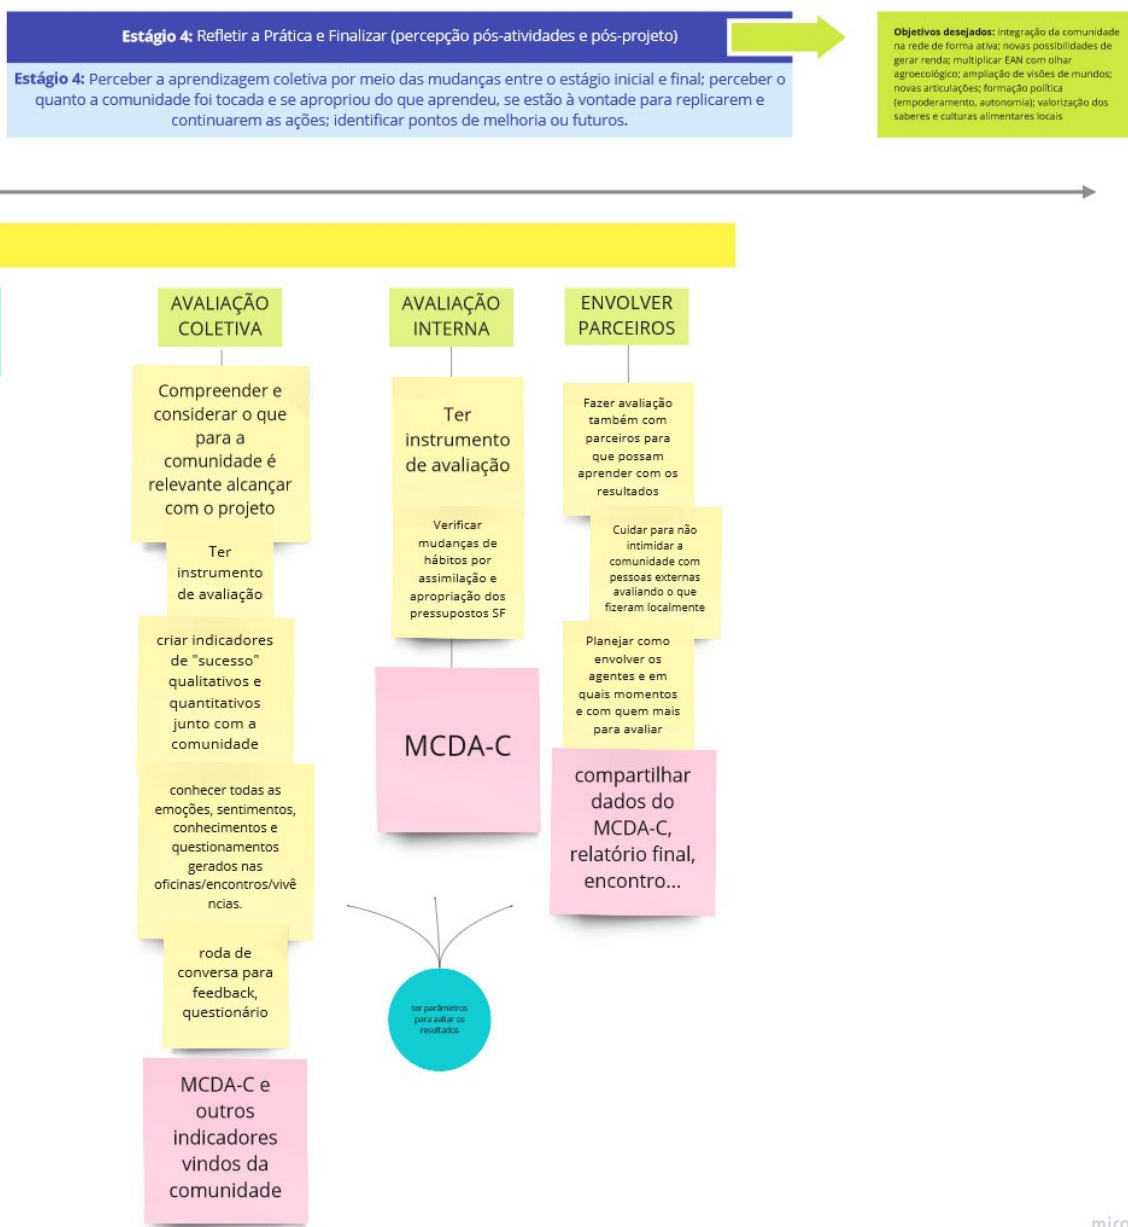 Estágio 4: Refletir a Prática e Finalizar (percepção pós-atividades e pós-projeto)
Estágio 4: Perceber a aprendizagem coletiva por meio das mudanças entre o estágio inicial e final; perceber o
quanto a comunidade foi tocada e se apropriou do que aprendeu, se estão à vontade para replicarem e
continuarem as ações; identificar pontos de melhoria ou futuros.
Objetivos desejados: integração da comunidade
na rede de forma ativa; novas possibilidades de
gerar renda; multiplicar EAN com olhar
agroecológico; ampliação de visões de mundos;
novas articulações; formação política
(empoderamento, autonomia); valorização dos
saberes e culturas alimentares locais
AVALIAÇÃO
COLETIVA
Compreender e
considerar o que
para a
comunidade é
relevante alcançar
com o projeto
Ter
instrumento
de avaliação
criar indicadores
de "sucesso"
qualitativos e
quantitativos
junto com a
comunidade
conhecer todas as
emoções, sentimentos,
conhecimentos e
questionamentos
gerados nas
oficinas/encontros/vivê
ncias.
roda de
conversa para
feedback,
questionário
MCDA-C e
outros
indicadores
vindos da
comunidade
AVALIAÇÃO
INTERNA
Ter
instrumento
de avaliação
Verificar
mudanças de
hábitos por
assimilação e
apropriação dos
pressupostos SF
MCDA-C
ter parâmetros
para aaliar os
resultados
ENVOLVER
PARCEIROS
Fazer avaliação
também com
parceiros para
que possam
aprender com os
resultados
Cuidar para não
intimidar a
comunidade com
pessoas externas
avaliando o que
fizeram localmente
Planejar como
envolver os
agentes e em
quais momentos
e com quem mais
para avaliar
compartilhar
dados do
MCDA-C,
relatório final,
encontro...
miro